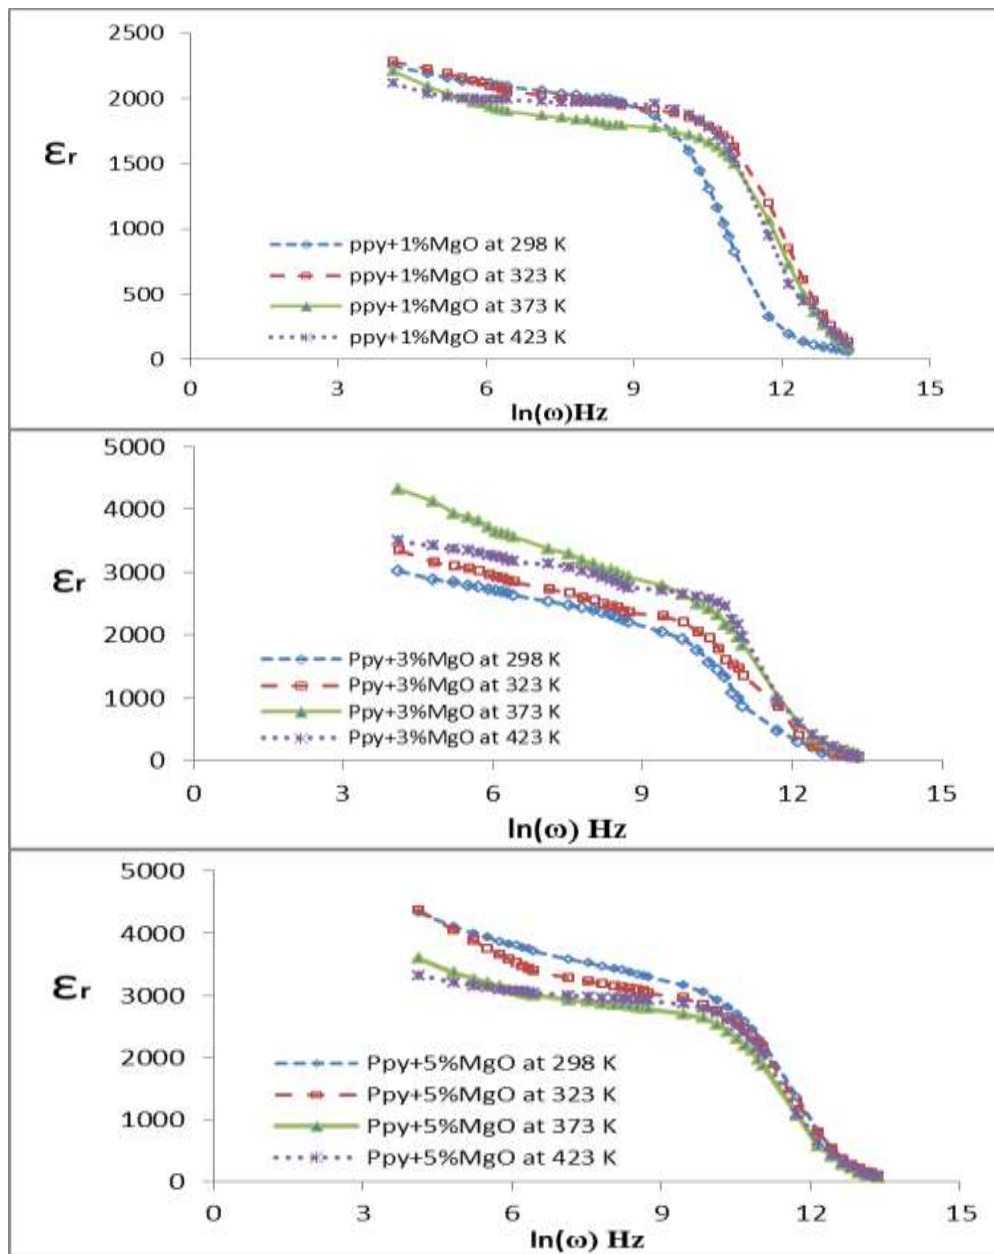 2500
2000
1500
1000
500
0
εr
ppy+1%MgO at 298 K
ppy+1%MgO at 323 K
ppy+1%MgO at 373 K
ppy+1%MgO at 423 K
0 3 6 9 12 15
ln(ω)Hz
5000
4000
3000
2000
1000
0
εr
Ppy+3%MgO at 298 K
Ppy+3%MgO at 323 K
Ppy+3%MgO at 373 K
Ppy+3%MgO at 423 K
0 3 6 9 12 15
ln(ω) Hz
5000
4000
3000
2000
1000
0
εr
Ppy+5%MgO at 298 K
Ppy+5%MgO at 323 K
Ppy+5%MgO at 373 K
Ppy+5%MgO at 423 K
0 3 6 9 12 15
ln(ω) Hz